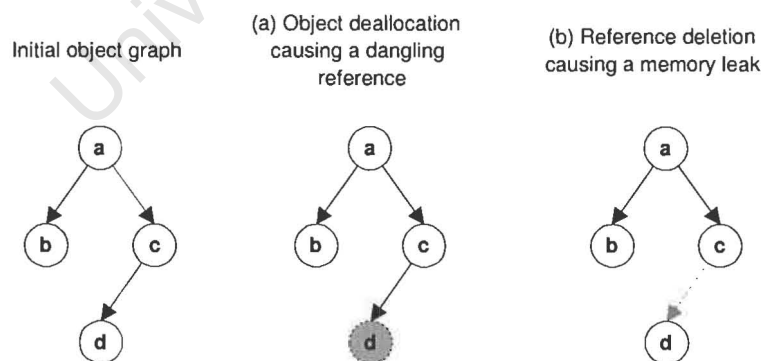 Initial object graph
(a) Object deallocation
causing a dangling
reference
(b) Reference deletion
causing a memory leak
a
b
c
d
a
b
c
d
a
b
c
d